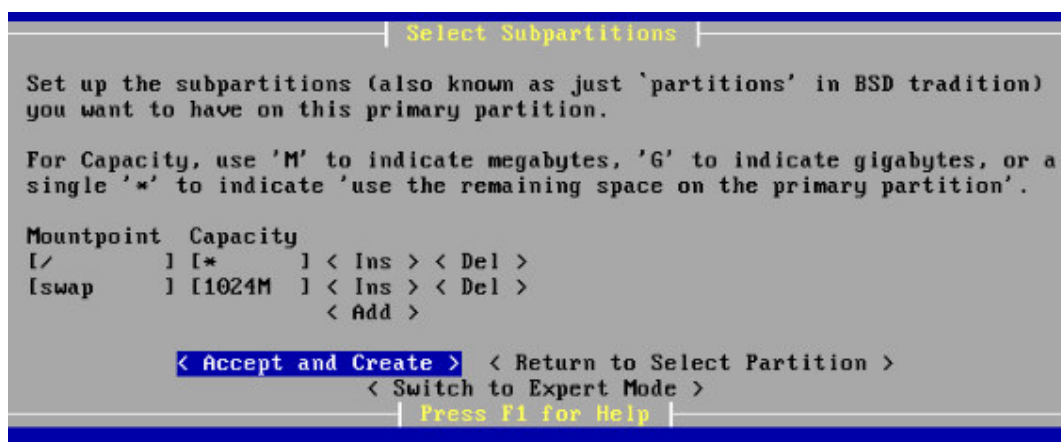 Select Subpartitions
Set up the subpartitions (also known as just `partitions' in BSD tradition)
you want to have on this primary partition.
For Capacity, use 'M' to indicate megabytes, 'G' to indicate gigabytes, or a
single '*' to indicate 'use the remaining space on the primary partition'.
Mountpoint Capacity
[/ ] [* ] < Ins > < Del >
[swap ] [1024M ] < Ins > < Del >
< Add >
< Accept and Create > < Return to Select Partition >
< Switch to Expert Mode >
Press F1 for Help